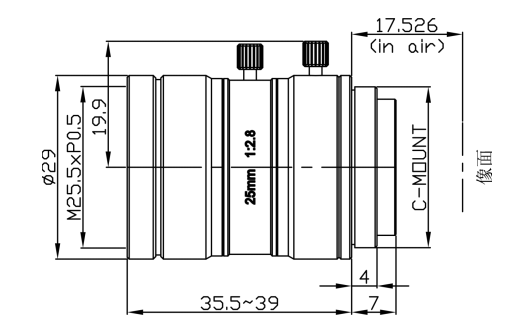 17.526
(in air)
19.9
ø29
M25.5xP0.5
25mm 1:2.8
C-MOUNT
像面
4
35.5~39
7